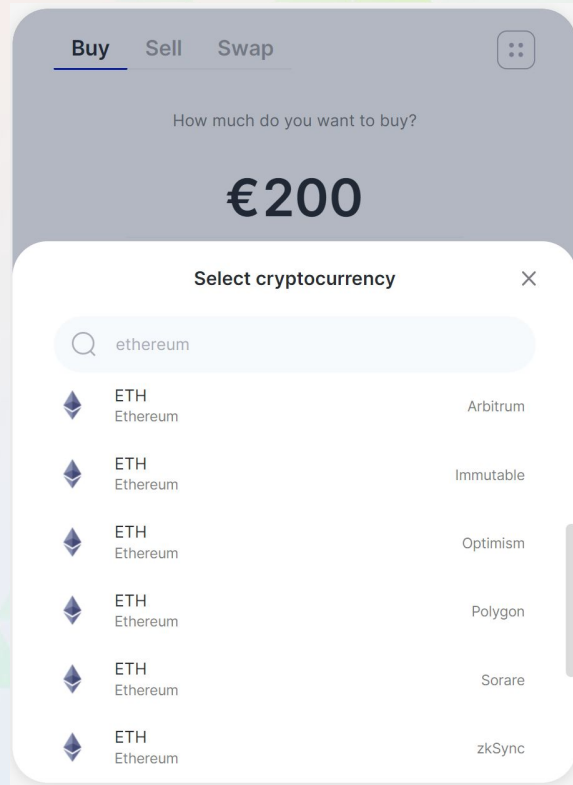 Buy Sell Swap
How much do you want to buy?
€200
Select cryptocurrency
ethereum
ETH
Ethereum
Arbitrum
ETH
Ethereum
Immutable
ETH
Ethereum
Optimism
ETH
Ethereum
Polygon
ETH
Ethereum
Sorare
ETH
Ethereum
zkSync